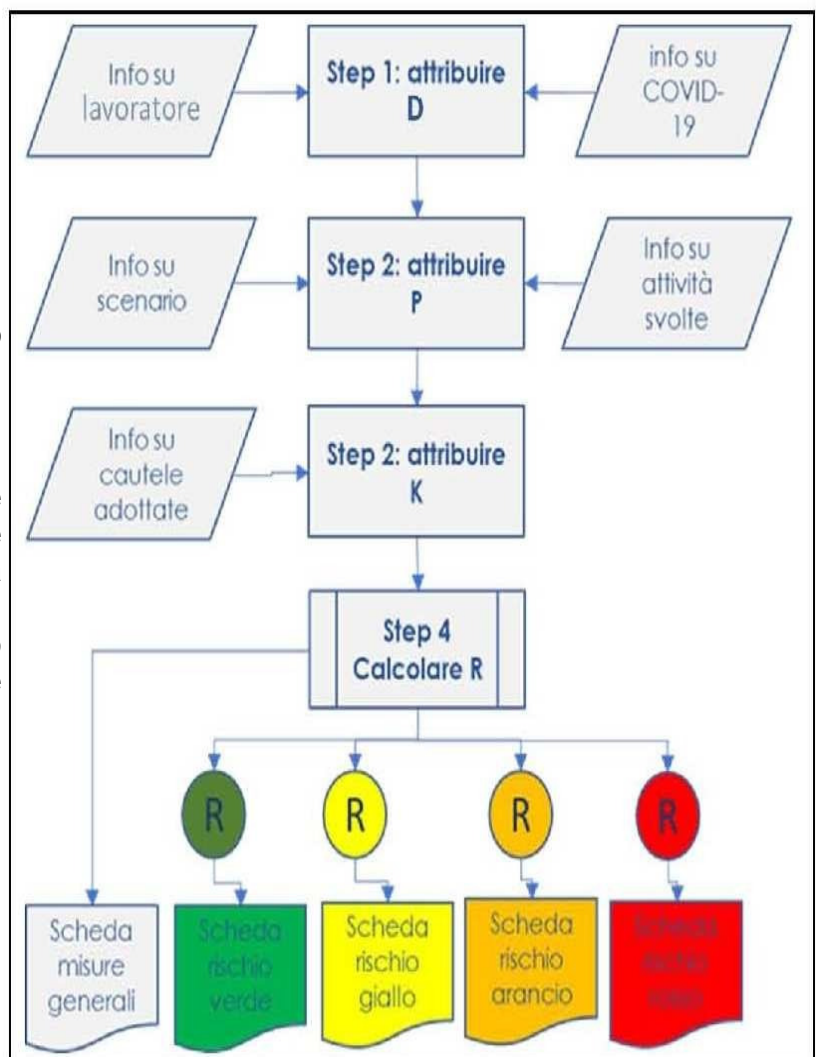 Info su
lavoratore
Step 1: attribuire
D
info su
COVID-
19
Info su
scenario
Step 2: attribuire
P
Info su
attività
svolte
Info su
cautele
adottate
Step 2: attribuire
K
Step 4
Calcolare R
R
R
R
R
Scheda
misure
generali
Scheda
rischio
verde
Scheda
rischio
giallo
Scheda
rischio
arancio
Scheda
rischio
rosso